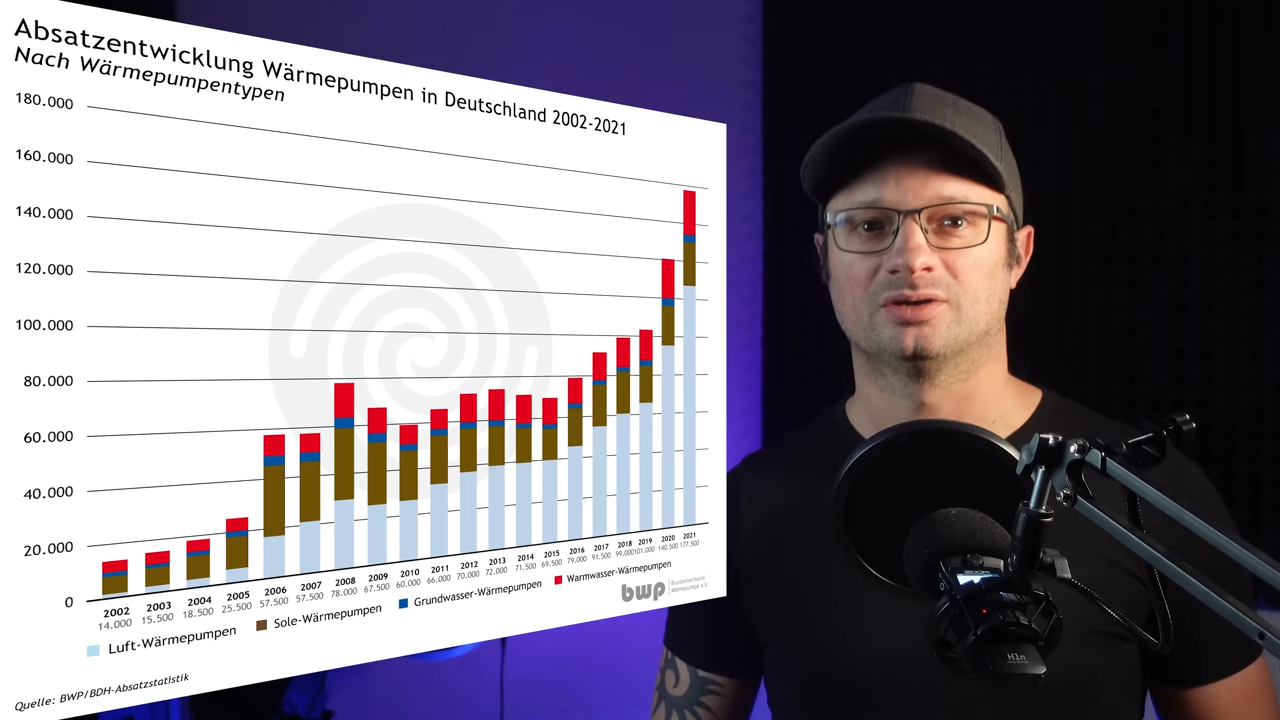 Absatzentwicklung Wärmepumpen in Deutschland 2002-2021
Nach Wärmepumpentypen
180.000
160.000
140.000
120.000
100.000
80.000
60.000
40.000
20.000
0
2002 2003 2004 2005 2006 2007 2008 2009 2010 2011 2012 2013 2014 2015 2016 2017 2018 2019 2020 2021
14.000 15.500 18.500 25.500 57.500 57.500 78.000 67.500 60.000 66.000 70.000 72.000 71.500 69.500 79.000 91.500 99.000 101.000 140.500 177.500
Luft-Wärmepumpen Sole-Wärmepumpen Grundwasser-Wärmepumpen Warmwasser-Wärmepumpen
bwp Bundesverband
Wärmepumpe e.V.
Quelle: BWP/BDH-Absatzstatistik
ZOOM
H1n